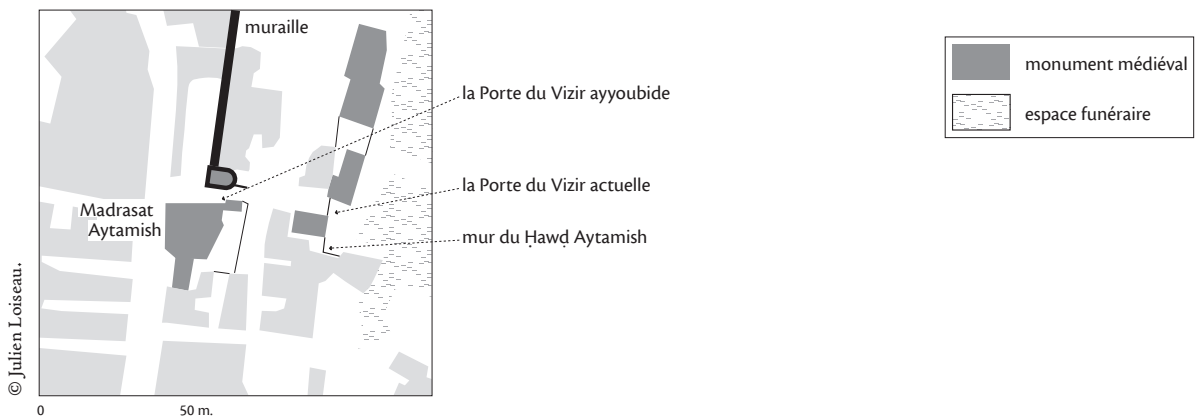 muraille
la Porte du Vizir ayyoubide
la Porte du Vizir actuelle
mur du Ḥawḍ Aytamish
Madrasat
Aytamish
monument médiéval
espace funéraire
© Julien Loiseau.
0
50 m.